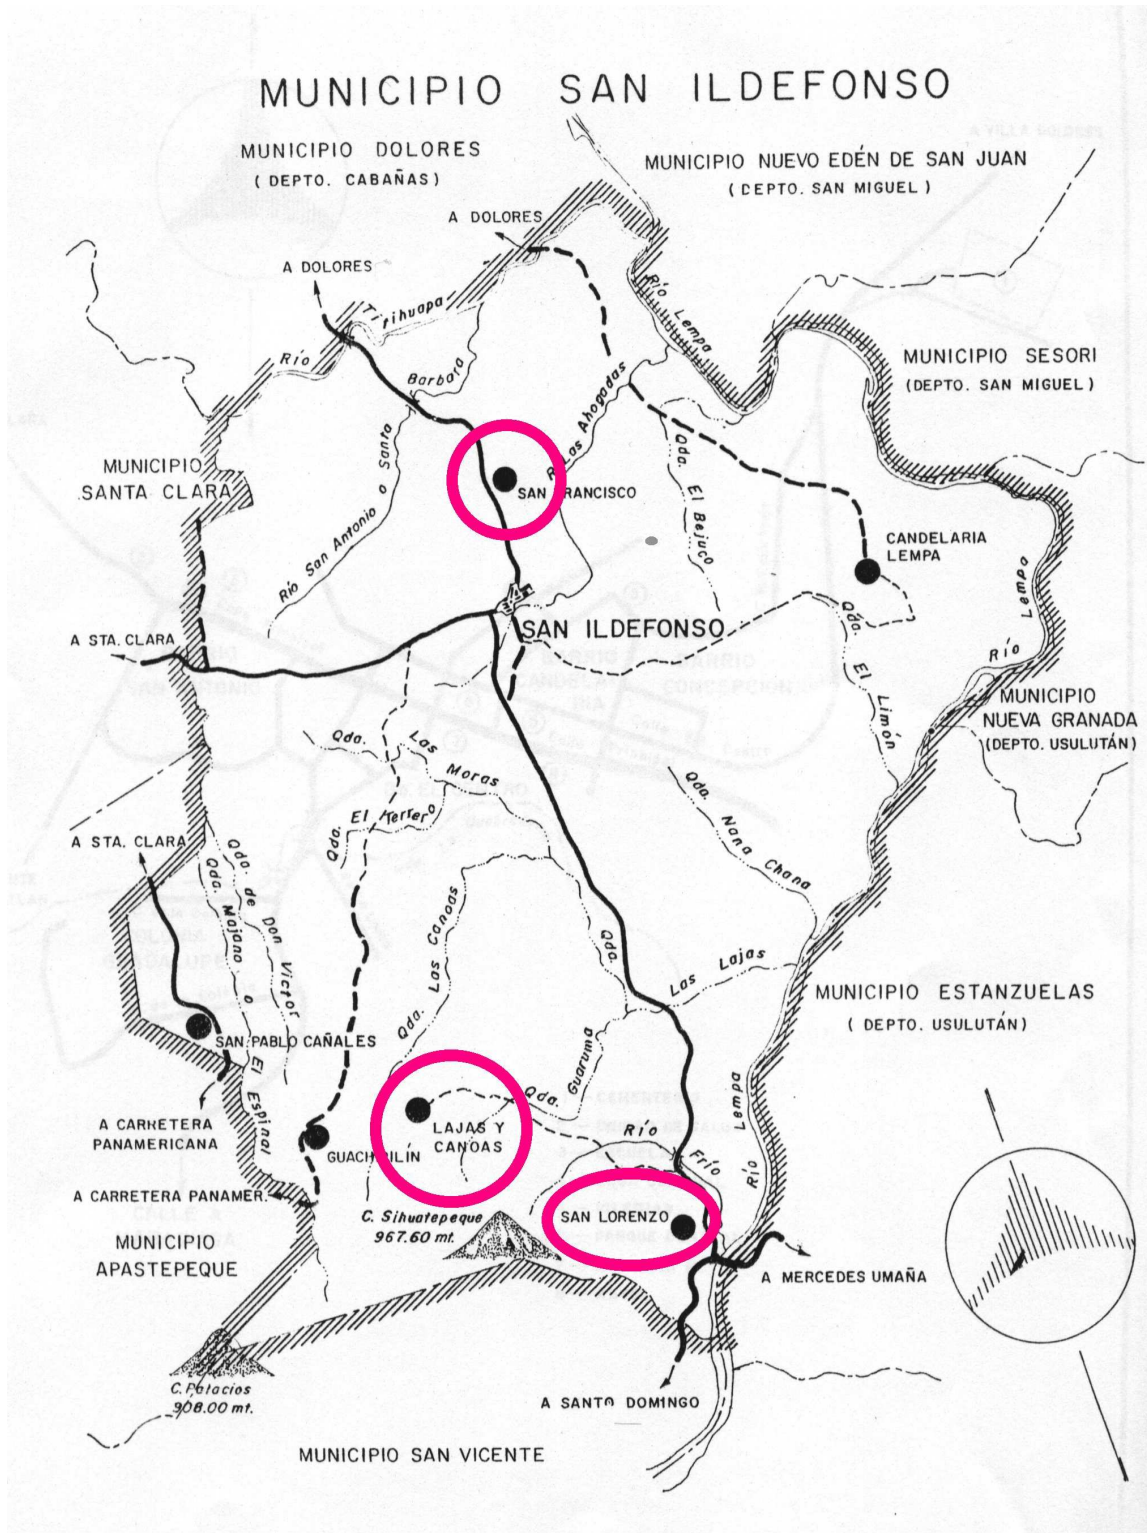 MUNICIPIO SAN ILDEFONSO
MUNICIPIO DOLORES
( DEPTO. CABAÑAS )
MUNICIPIO NUEVO EDÉN DE SAN JUAN
( DEPTO. SAN MIGUEL )
A DOLORES
A DOLORES
Río Titihuapa
Río Lempa
MUNICIPIO SESORI
(DEPTO. SAN MIGUEL)
Barbara
Río San Antonio o Santa
R. Las Ahogadas
Qda. El Bejuco
MUNICIPIO
SANTA CLARA
SAN FRANCISCO
CANDELARIA
LEMPA
Río Lempa
A STA. CLARA
SAN ILDEFONSO
Qda. El Limón
MUNICIPIO
NUEVA GRANADA
(DEPTO. USULUTÁN)
Qda. Las Moras
Qda. El Terrero
Qda. Nana Chana
A STA. CLARA
Qda. de Don Victor
Qda. Majano o El Espinal
Qda. Las Canoas
Qda. Las Lajas
MUNICIPIO ESTANZUELAS
( DEPTO. USULUTÁN )
SAN PABLO CAÑALES
Qda. Guaruma
A CARRETERA
PANAMERICANA
LAJAS Y
CANOAS
GUACHIPILÍN
Río Frío
Río Lempa
A CARRETERA PANAMER.
C. Sihuatepeque
967.60 mt.
SAN LORENZO
MUNICIPIO
APASTEPEQUE
A MERCEDES UMAÑA
C. Palacios
908.00 mt.
A SANTO DOMINGO
MUNICIPIO SAN VICENTE